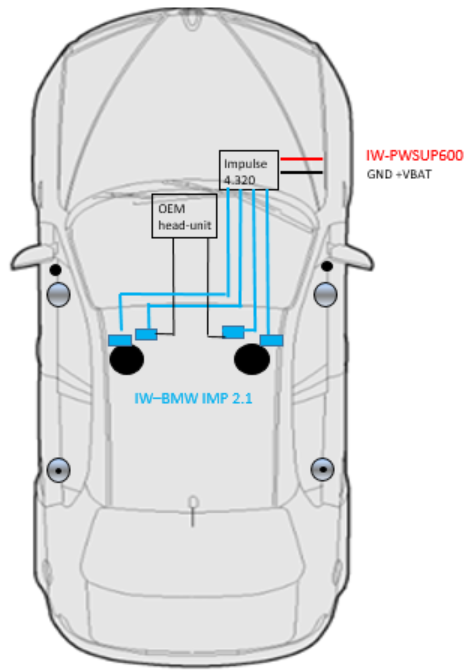 Impulse
4.320
IW-PWSUP600
GND +VBAT
OEM
head-unit
IW–BMW IMP 2.1